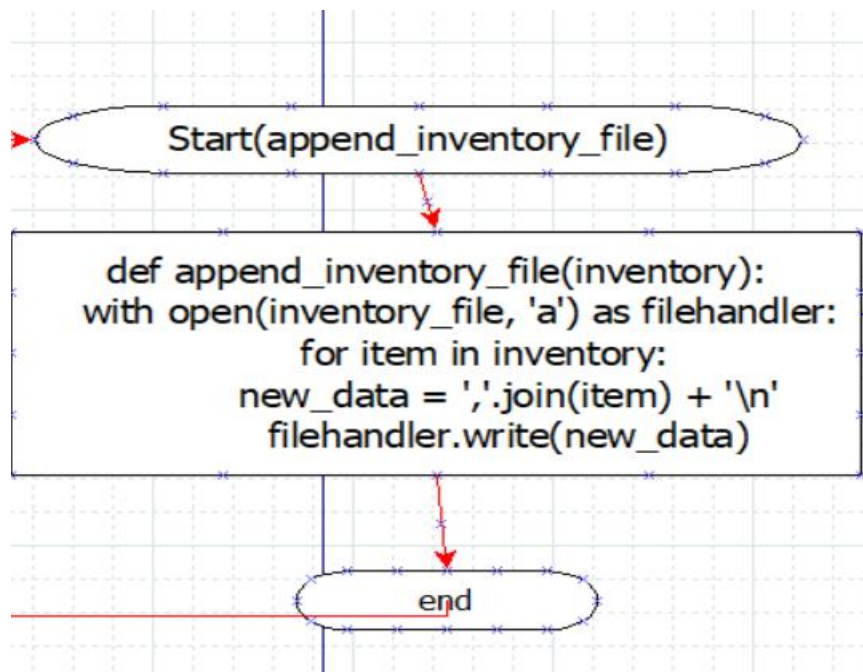 Start(append_inventory_file)
def append_inventory_file(inventory):
with open(inventory_file, 'a') as filehandler:
for item in inventory:
new_data = ','.join(item) + '\n'
filehandler.write(new_data)
end